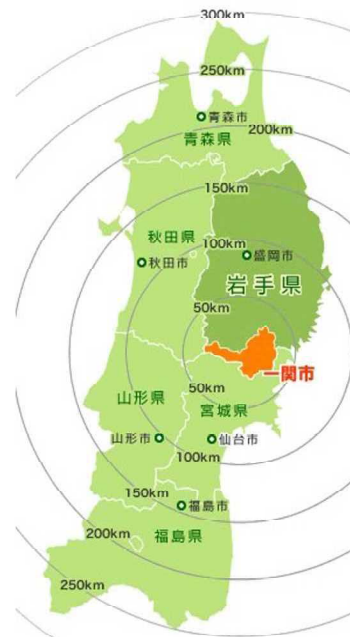 300km
250km
青森市
200km
青森県
150km
秋田県
100km
盛岡市
秋田市
岩手県
50km
一関市
50km
山形県
宮城県
山形市
仙台市
100km
150km
福島市
200km
福島県
250km